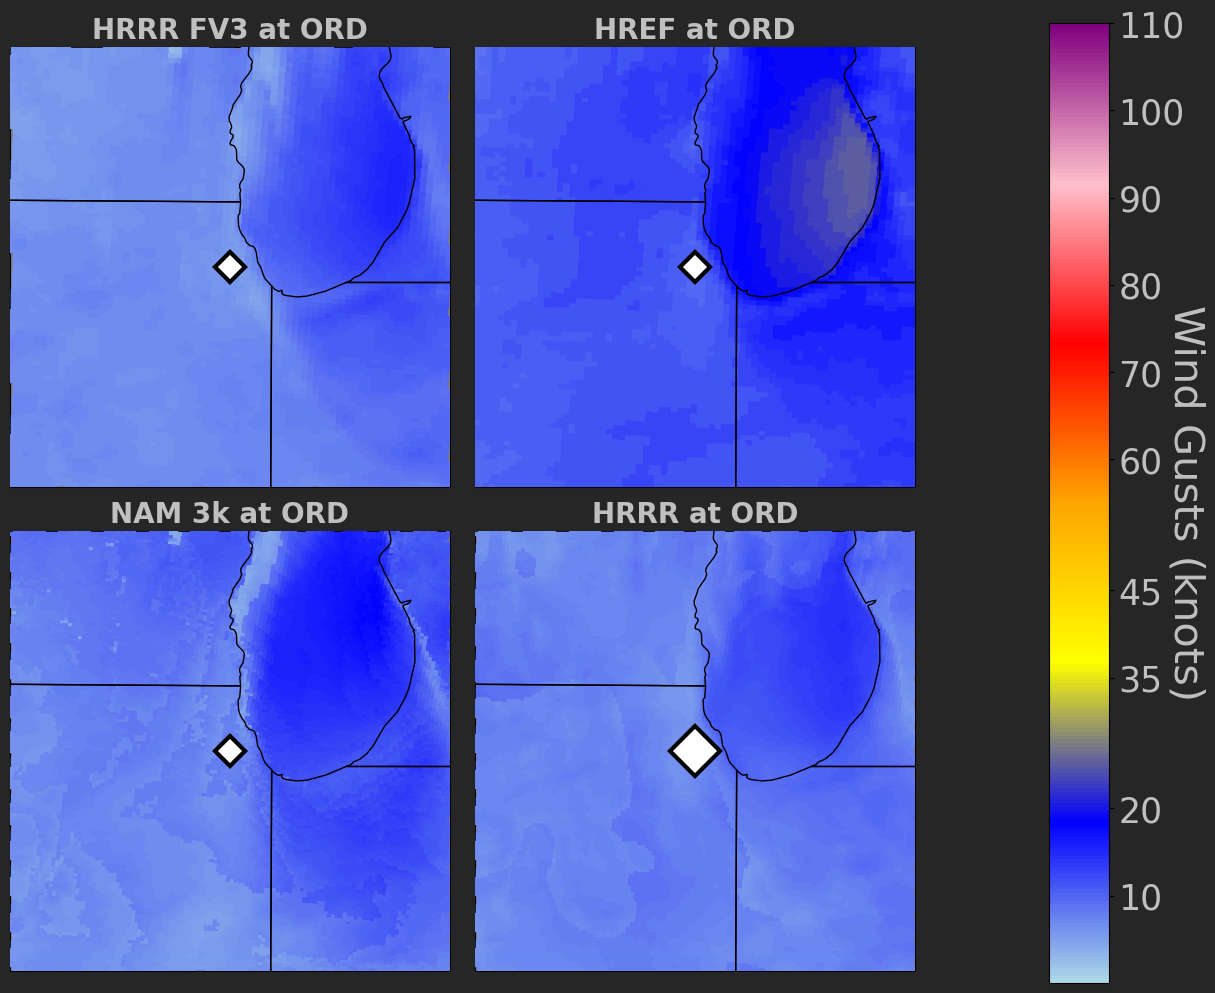 HRRR FV3 at ORD
HREF at ORD
NAM 3k at ORD
HRRR at ORD
110
100
90
80
70
60
45
35
20
10
Wind Gusts (knots)